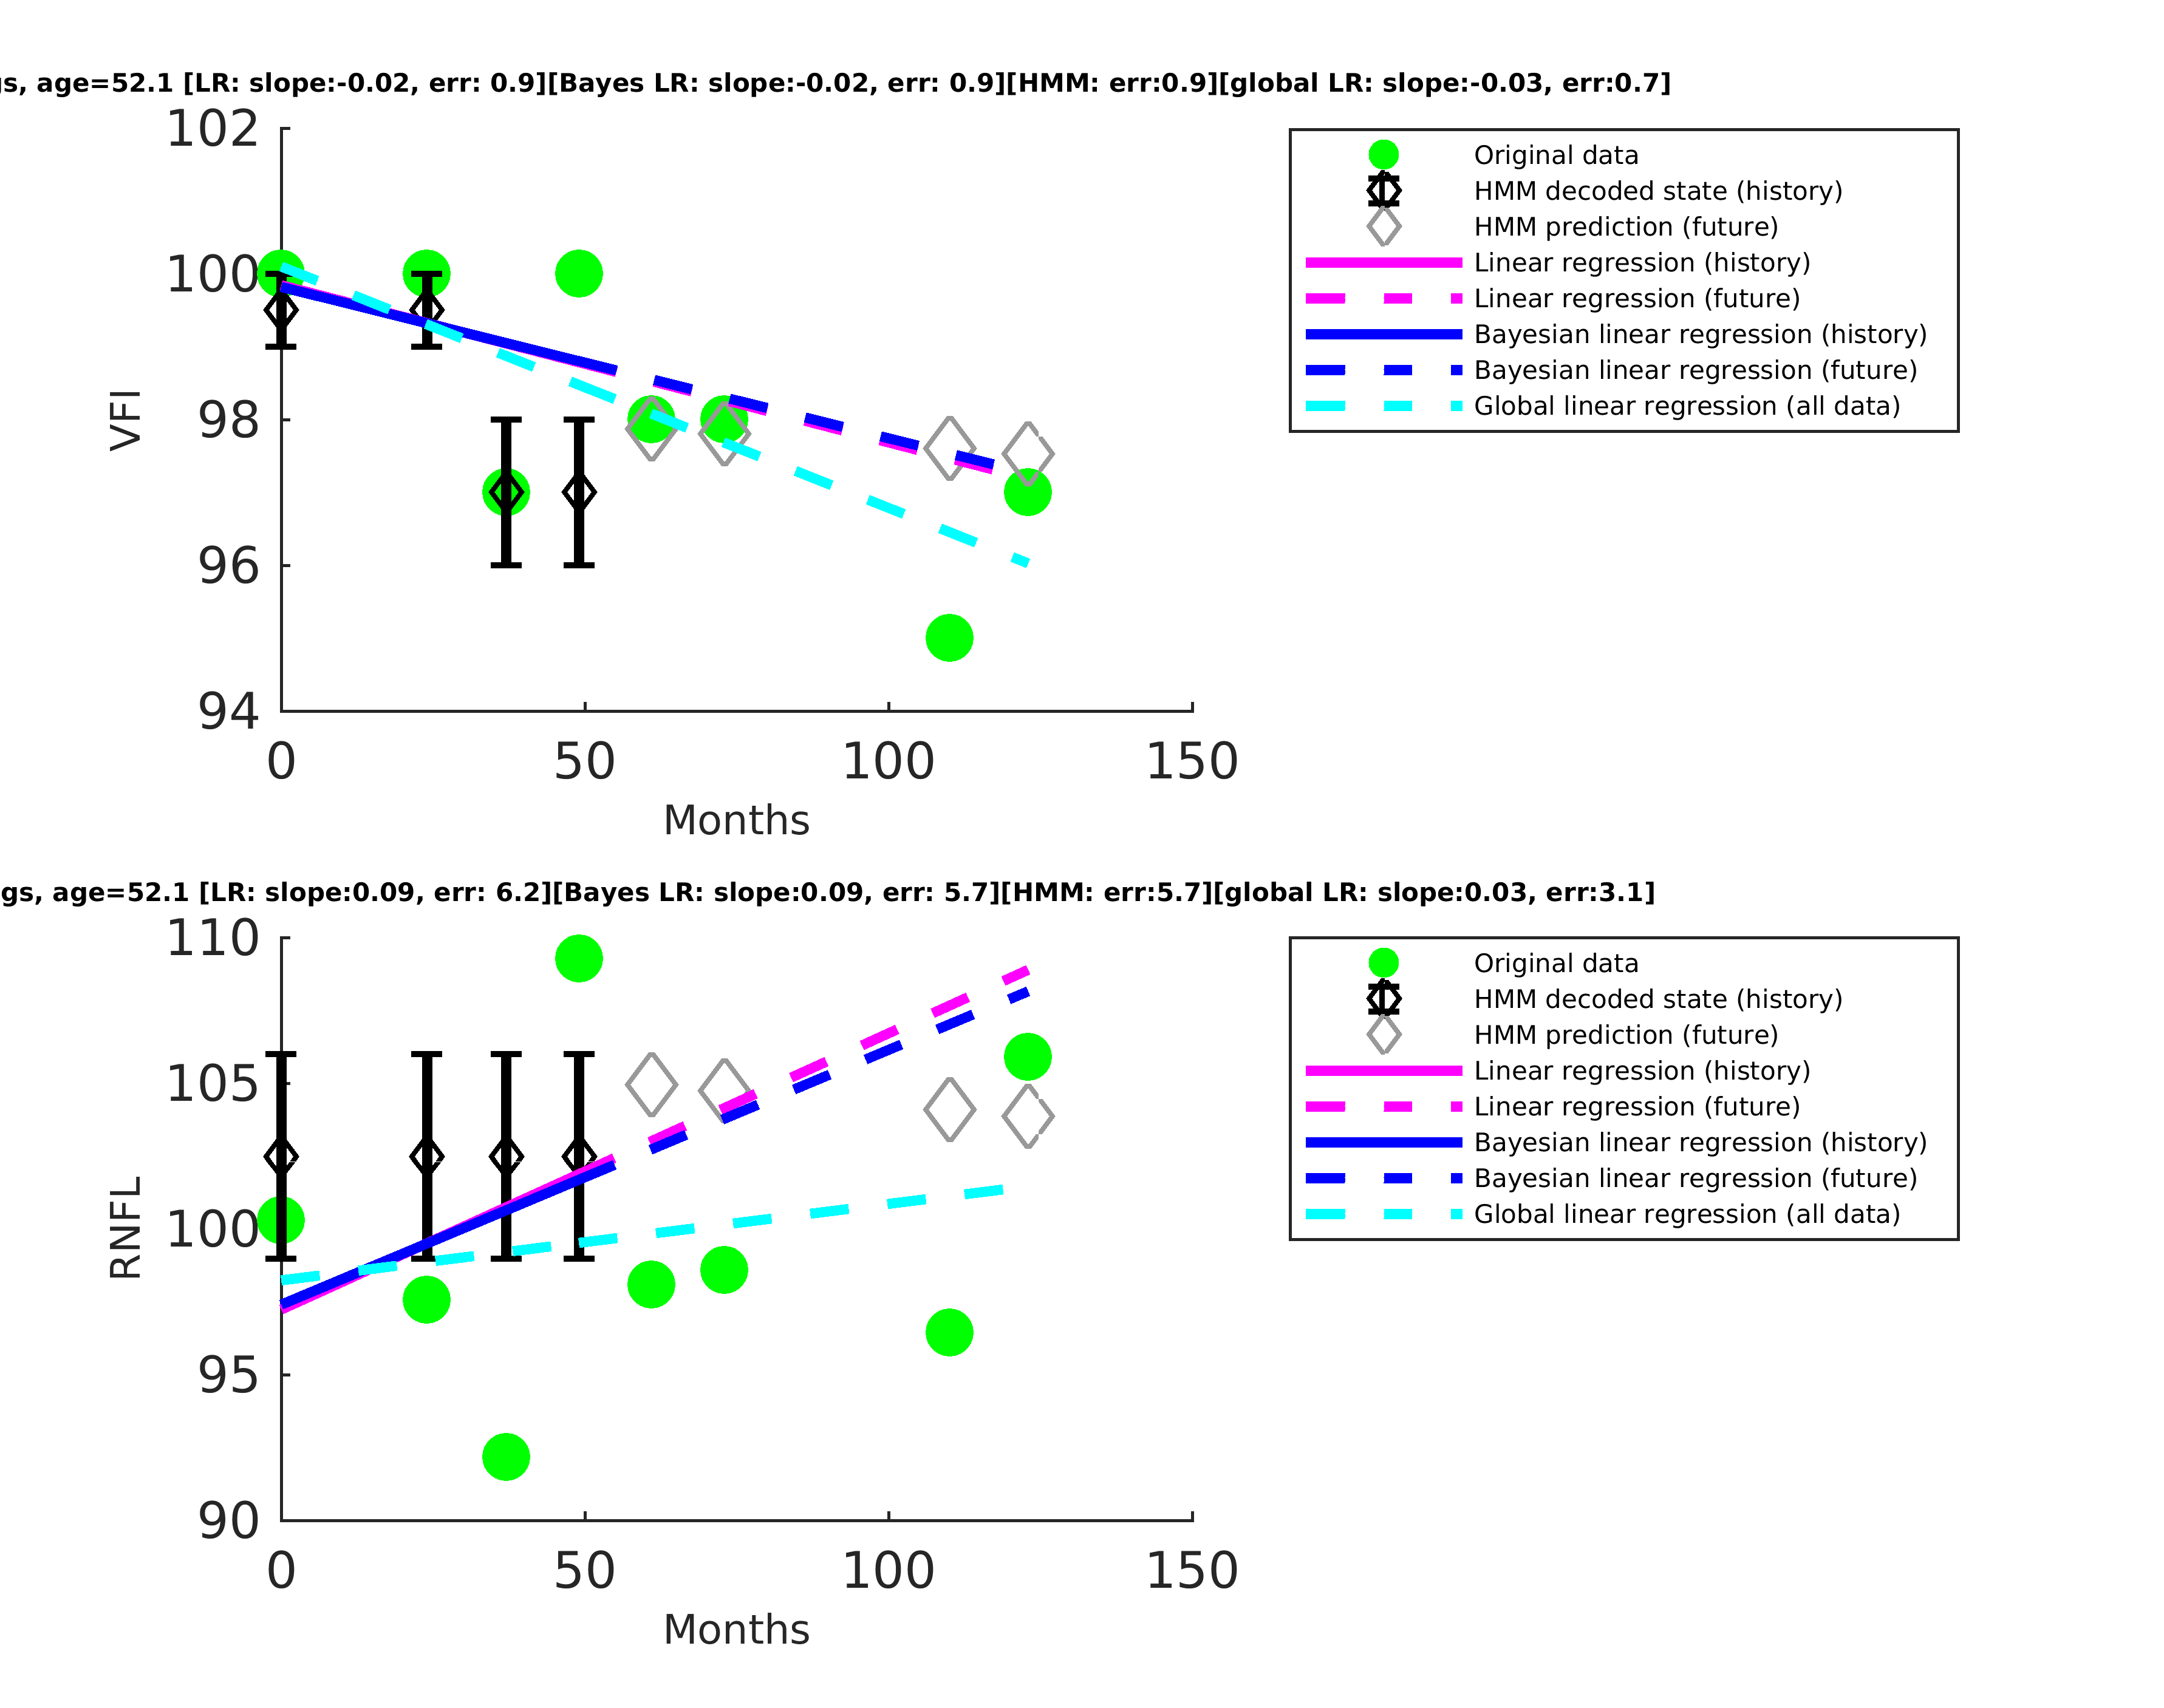 gs, age=52.1 [LR: slope:-0.02, err: 0.9][Bayes LR: slope:-0.02, err: 0.9][HMM: err:0.9][global LR: slope:-0.03, err:0.7]
102
100
98
96
94
VFI
0 50 100 150
Months
Original data
HMM decoded state (history)
HMM prediction (future)
Linear regression (history)
Linear regression (future)
Bayesian linear regression (history)
Bayesian linear regression (future)
Global linear regression (all data)
gs, age=52.1 [LR: slope:0.09, err: 6.2][Bayes LR: slope:0.09, err: 5.7][HMM: err:5.7][global LR: slope:0.03, err:3.1]
110
105
100
95
90
RNFL
0 50 100 150
Months
Original data
HMM decoded state (history)
HMM prediction (future)
Linear regression (history)
Linear regression (future)
Bayesian linear regression (history)
Bayesian linear regression (future)
Global linear regression (all data)